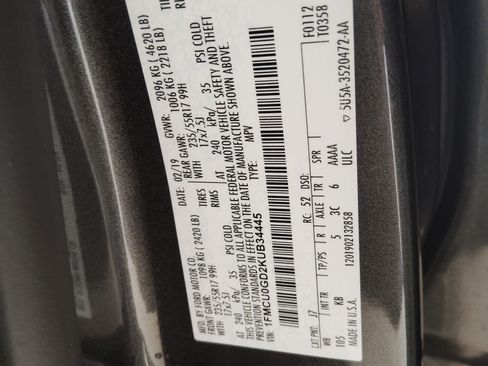 MFD. BY FORD MOTOR CO.
DATE: 02/19 GVWR: 2096 KG ( 4620 LB)
FRONT GAWR: 1098 KG ( 2420 LB) REAR GAWR: 1006 KG ( 2218 LB)
WITH 235/55R17 99H TIRES WITH 235/55R17 99H TIRES
17x7.5J RIMS 17x7.5J RIMS
AT 240 kPa/ 35 PSI COLD AT 240 kPa/ 35 PSI COLD
THIS VEHICLE CONFORMS TO ALL APPLICABLE FEDERAL MOTOR VEHICLE SAFETY AND THEFT
PREVENTION STANDARDS IN EFFECT ON THE DATE OF MANUFACTURE SHOWN ABOVE.
VIN: 1FMCU0GD2KUB34445
TYPE: MPV
F0112
T0358
EXT PNT: J7 RC: 52 DSO:
WB INT TR TP/PS R AXLE TR SPR
105 KB 5 3C 6 AAAA
1201902132858 ULC
MADE IN U.S.A. ▽ 5U5A-3520472-AA